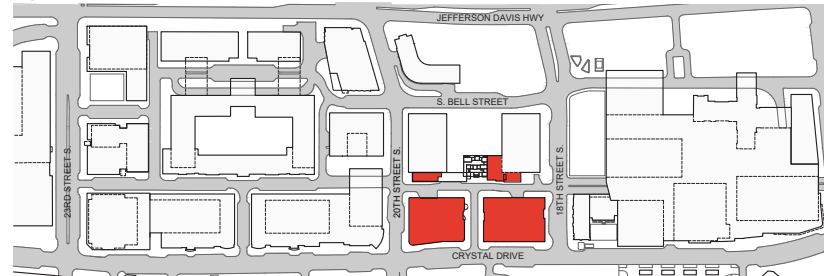 JEFFERSON DAVIS HWY
S. BELL STREET
23RD STREET S.
20TH STREET S.
18TH STREET S.
CRYSTAL DRIVE